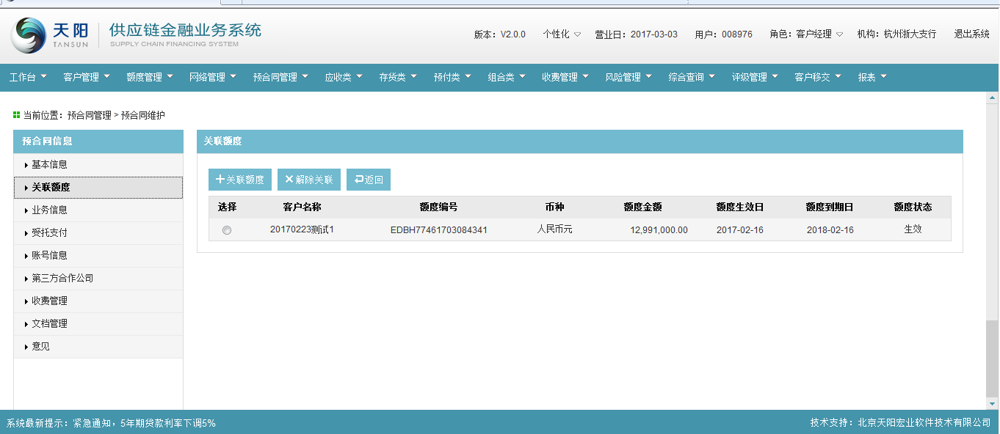 天阳 供应链金融业务系统
TANSUN SUPPLY CHAIN FINANCING SYSTEM
版本：V2.0.0 个性化 营业日：2017-03-03 用户：008976 角色：客户经理 机构：杭州浙大支行 退出系统
工作台 客户管理 额度管理 网络管理 预合同管理 应收类 存货类 预付类 组合类 收费管理 风险管理 综合查询 评级管理 客户移交 报表
当前位置：预合同管理 > 预合同维护
预合同信息
基本信息
关联额度
业务信息
受托支付
账号信息
第三方合作公司
收费管理
文档管理
意见
关联额度
关联额度 解除关联 返回
选择 客户名称 额度编号 币种 额度金额 额度生效日 额度到期日 额度状态
20170223测试1 EDBH77461703084341 人民币元 12,991,000.00 2017-02-16 2018-02-16 生效
系统最新提示：紧急通知，5年期贷款利率下调5% 技术支持：北京天阳宏业软件技术有限公司